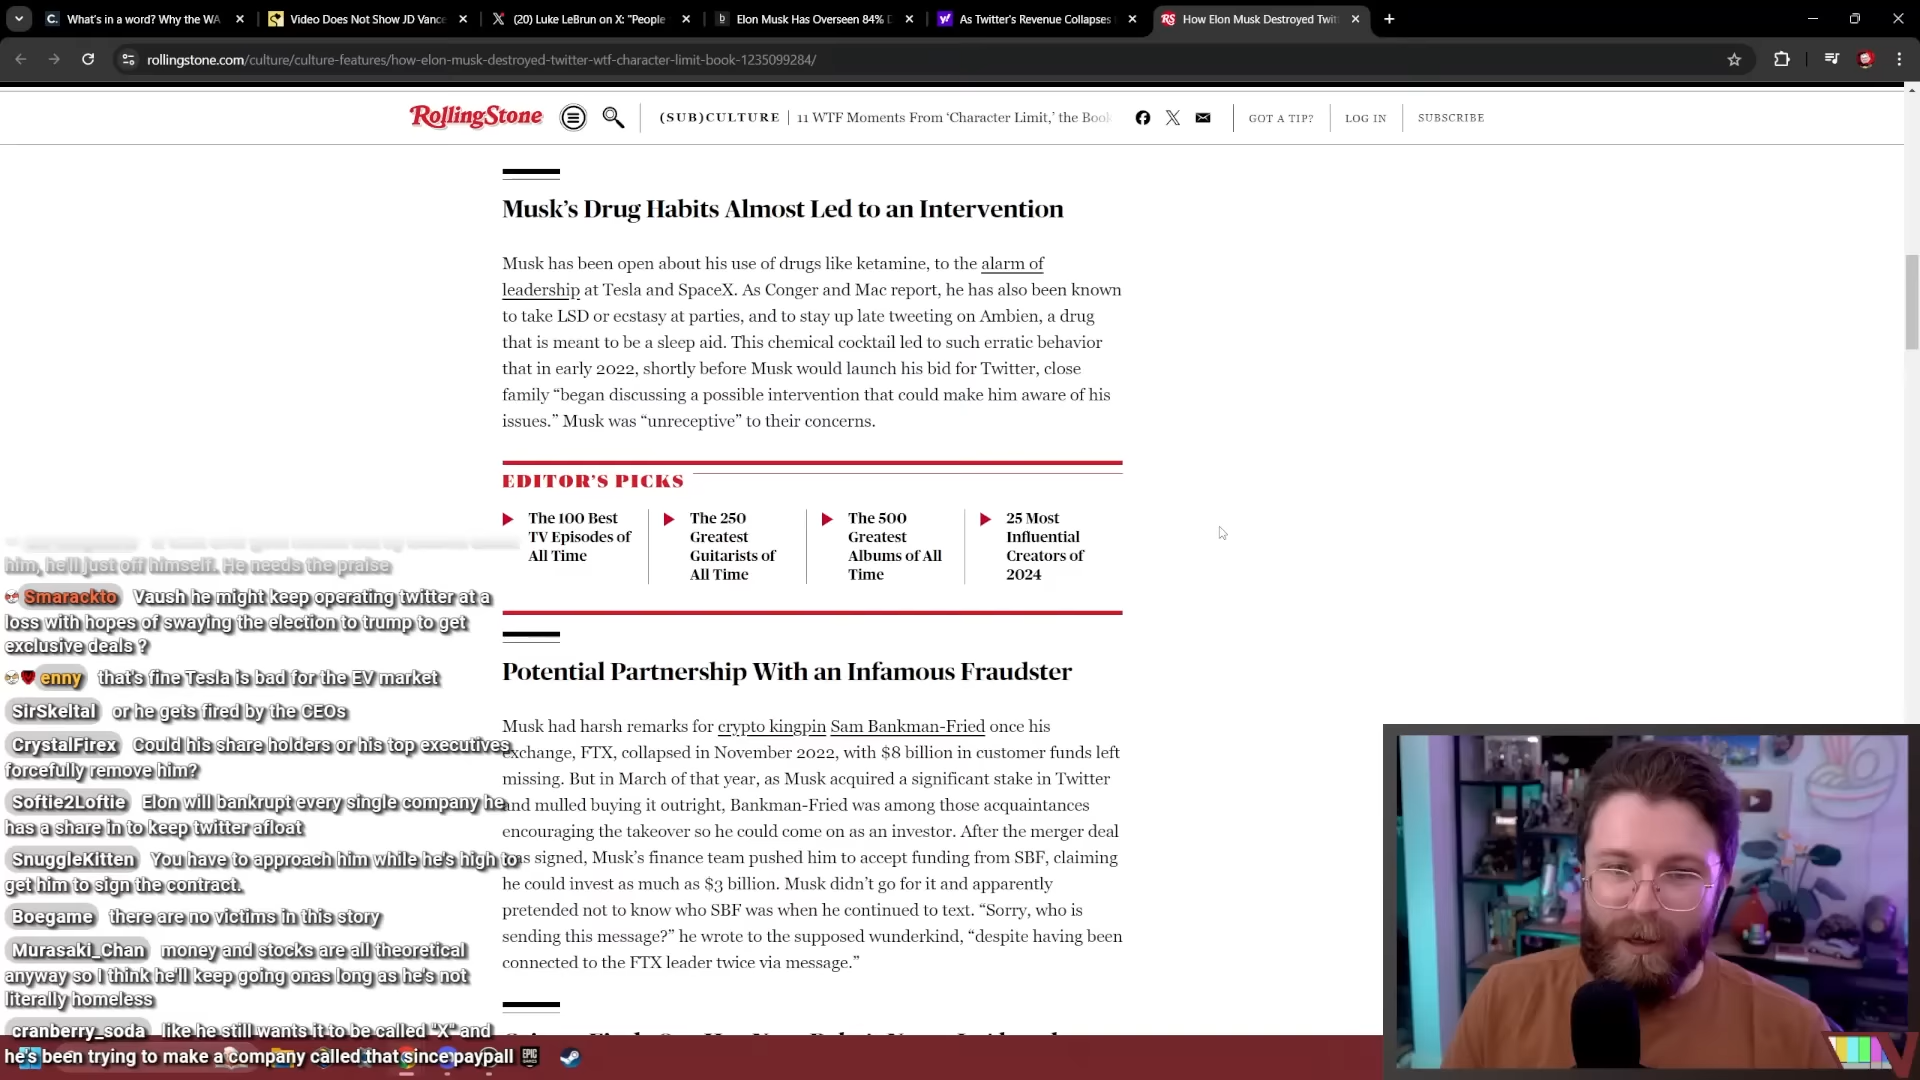 What's in a word? Why the WA
Video Does Not Show JD Vance
(20) Luke LeBrun on X: "People
Elon Musk Has Overseen 84% D
As Twitter's Revenue Collapses
How Elon Musk Destroyed Twit
rollingstone.com/culture/culture-features/how-elon-musk-destroyed-twitter-wtf-character-limit-book-1235099284/
RollingStone
(SUB)CULTURE
11 WTF Moments From ‘Character Limit,’ the Book
GOT A TIP?
LOG IN
SUBSCRIBE
Musk’s Drug Habits Almost Led to an Intervention
Musk has been open about his use of drugs like ketamine, to the alarm of
leadership at Tesla and SpaceX. As Conger and Mac report, he has also been known
to take LSD or ecstasy at parties, and to stay up late tweeting on Ambien, a drug
that is meant to be a sleep aid. This chemical cocktail led to such erratic behavior
that in early 2022, shortly before Musk would launch his bid for Twitter, close
family “began discussing a possible intervention that could make him aware of his
issues.” Musk was “unreceptive” to their concerns.
EDITOR’S PICKS
The 100 Best
TV Episodes of
All Time
The 250
Greatest
Guitarists of
All Time
The 500
Greatest
Albums of All
Time
25 Most
Influential
Creators of
2024
Potential Partnership With an Infamous Fraudster
Musk had harsh remarks for crypto kingpin Sam Bankman-Fried once his
exchange, FTX, collapsed in November 2022, with $8 billion in customer funds left
missing. But in March of that year, as Musk acquired a significant stake in Twitter
and mulled buying it outright, Bankman-Fried was among those acquaintances
encouraging the takeover so he could come on as an investor. After the merger deal
was signed, Musk’s finance team pushed him to accept funding from SBF, claiming
he could invest as much as $3 billion. Musk didn’t go for it and apparently
pretended not to know who SBF was when he continued to text. “Sorry, who is
sending this message?” he wrote to the supposed wunderkind, “despite having been
connected to the FTX leader twice via message.”
him, he'll just off himself. He needs the praise
Smarackto Vaush he might keep operating twitter at a
loss with hopes of swaying the election to trump to get
exclusive deals ?
enny that's fine Tesla is bad for the EV market
SirSkeltal or he gets fired by the CEOs
CrystalFirex Could his share holders or his top executives
forcefully remove him?
Softie2Loftie Elon will bankrupt every single company he
has a share in to keep twitter afloat
SnuggleKitten You have to approach him while he's high to
get him to sign the contract.
Boegame there are no victims in this story
Murasaki_Chan money and stocks are all theoretical
anyway so I think he'll keep going onas long as he's not
literally homeless
cranberry_soda like he still wants it to be called "X" and
he's been trying to make a company called that since paypall
EPIC